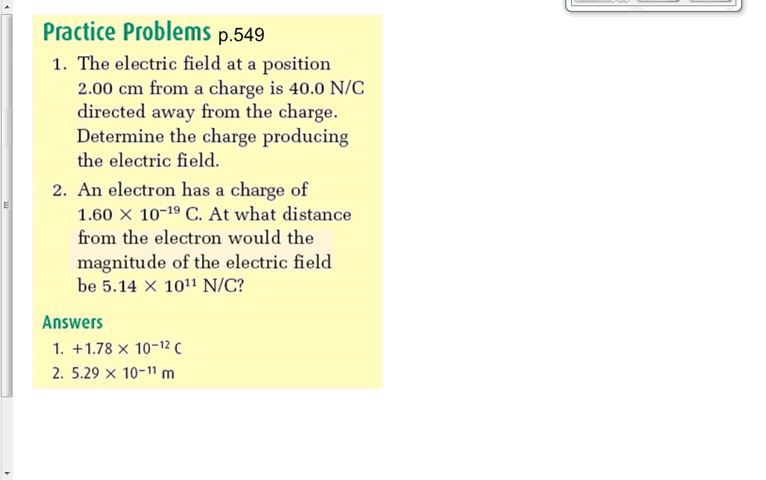 Practice Problems p.549
1. The electric field at a position
2.00 cm from a charge is 40.0 N/C
directed away from the charge.
Determine the charge producing
the electric field.
2. An electron has a charge of
1.60 × 10⁻¹⁹ C. At what distance
from the electron would the
magnitude of the electric field
be 5.14 × 10¹¹ N/C?
Answers
1. +1.78 × 10⁻¹² C
2. 5.29 × 10⁻¹¹ m